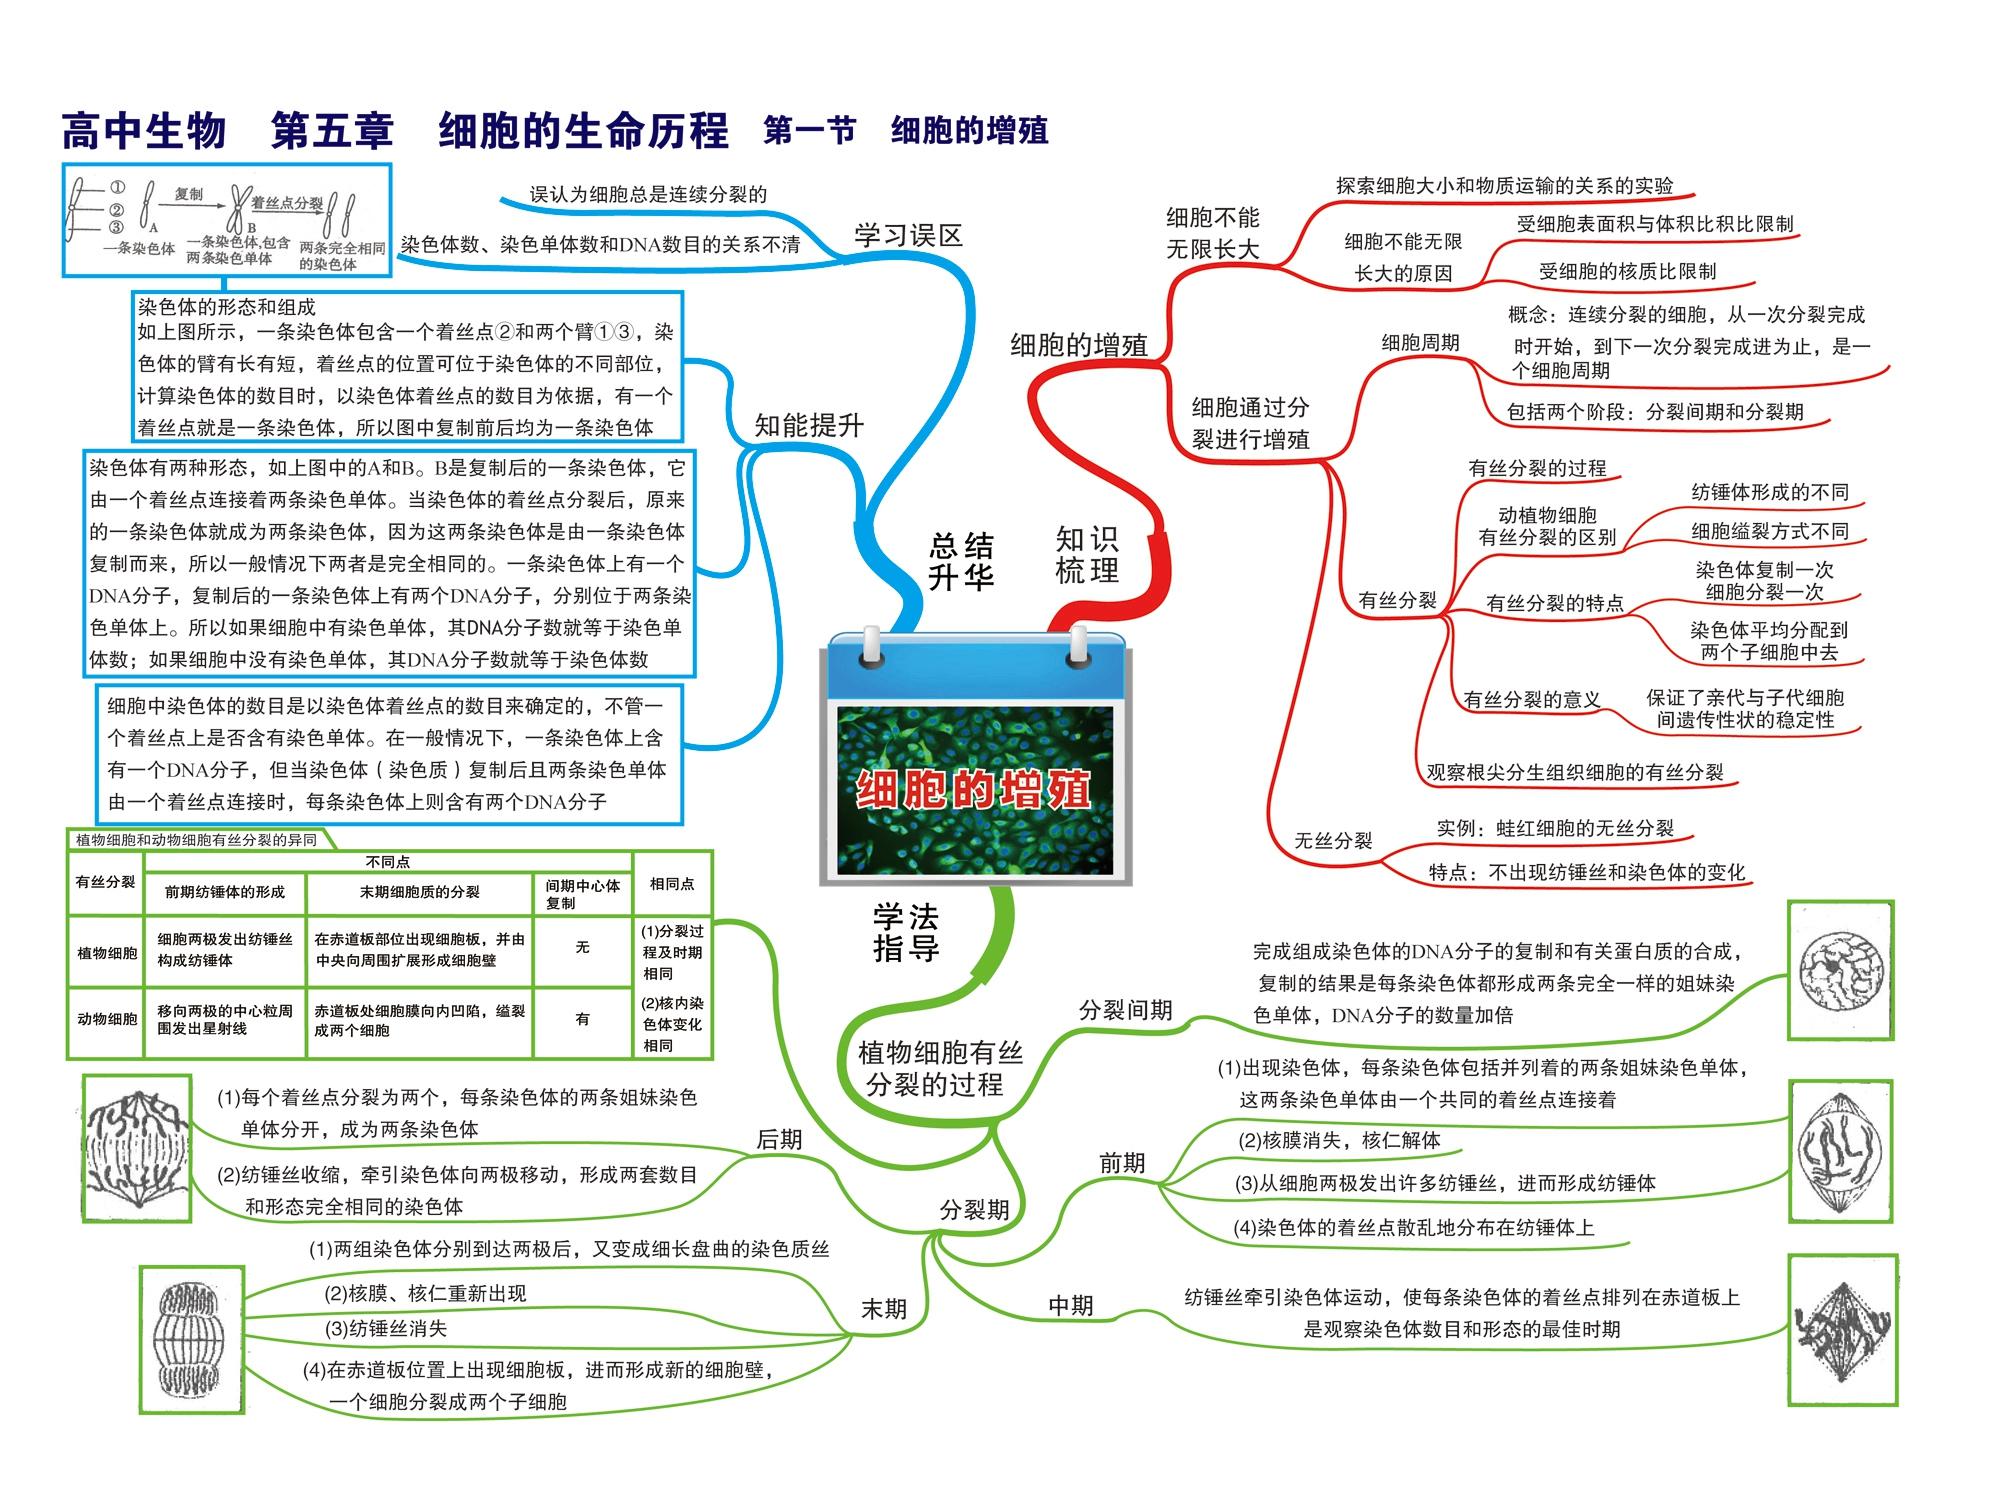 高中生物 第五章 细胞的生命历程 第一节 细胞的增殖
①
②
③
A
复制
B
着丝点分裂
一条染色体
一条染色体,包含
两条染色单体
两条完全相同
的染色体
误认为细胞总是连续分裂的
染色体数、染色单体数和DNA数目的关系不清
学习误区
染色体的形态和组成
如上图所示，一条染色体包含一个着丝点②和两个臂①③，染
色体的臂有长有短，着丝点的位置可位于染色体的不同部位，
计算染色体的数目时，以染色体着丝点的数目为依据，有一个
着丝点就是一条染色体，所以图中复制前后均为一条染色体
知能提升
染色体有两种形态，如上图中的A和B。B是复制后的一条染色体，它
由一个着丝点连接着两条染色单体。当染色体的着丝点分裂后，原来
的一条染色体就成为两条染色体，因为这两条染色体是由一条染色体
复制而来，所以一般情况下两者是完全相同的。一条染色体上有一个
DNA分子，复制后的一条染色体上有两个DNA分子，分别位于两条染
色单体上。所以如果细胞中有染色单体，其DNA分子数就等于染色单
体数；如果细胞中没有染色单体，其DNA分子数就等于染色体数
细胞中染色体的数目是以染色体着丝点的数目来确定的，不管一
个着丝点上是否含有染色单体。在一般情况下，一条染色体上含
有一个DNA分子，但当染色体（染色质）复制后且两条染色单体
由一个着丝点连接时，每条染色体上则含有两个DNA分子
总结
升华
知识
梳理
细胞的增殖
细胞的增殖
细胞不能
无限长大
探索细胞大小和物质运输的关系的实验
细胞不能无限
长大的原因
受细胞表面积与体积比积比限制
受细胞的核质比限制
细胞通过分
裂进行增殖
细胞周期
概念：连续分裂的细胞，从一次分裂完成
时开始，到下一次分裂完成进为止，是一
个细胞周期
包括两个阶段：分裂间期和分裂期
有丝分裂
有丝分裂的过程
动植物细胞
有丝分裂的区别
纺锤体形成的不同
细胞缢裂方式不同
有丝分裂的特点
染色体复制一次
细胞分裂一次
染色体平均分配到
两个子细胞中去
有丝分裂的意义
保证了亲代与子代细胞
间遗传性状的稳定性
观察根尖分生组织细胞的有丝分裂
无丝分裂
实例：蛙红细胞的无丝分裂
特点：不出现纺锤丝和染色体的变化
植物细胞和动物细胞有丝分裂的异同
有丝分裂
不同点
相同点
前期纺锤体的形成
末期细胞质的分裂
间期中心体
复制
植物细胞
细胞两极发出纺锤丝
构成纺锤体
在赤道板部位出现细胞板，并由
中央向周围扩展形成细胞壁
无
(1)分裂过
程及时期
相同
动物细胞
移向两极的中心粒周
围发出星射线
赤道板处细胞膜向内凹陷，缢裂
成两个细胞
有
(2)核内染
色体变化
相同
学法
指导
植物细胞有丝
分裂的过程
分裂间期
完成组成染色体的DNA分子的复制和有关蛋白质的合成，
复制的结果是每条染色体都形成两条完全一样的姐妹染
色单体，DNA分子的数量加倍
分裂期
前期
(1)出现染色体，每条染色体包括并列着的两条姐妹染色单体，
这两条染色单体由一个共同的着丝点连接着
(2)核膜消失，核仁解体
(3)从细胞两极发出许多纺锤丝，进而形成纺锤体
(4)染色体的着丝点散乱地分布在纺锤体上
中期
纺锤丝牵引染色体运动，使每条染色体的着丝点排列在赤道板上
是观察染色体数目和形态的最佳时期
后期
(1)每个着丝点分裂为两个，每条染色体的两条姐妹染色
单体分开，成为两条染色体
(2)纺锤丝收缩，牵引染色体向两极移动，形成两套数目
和形态完全相同的染色体
末期
(1)两组染色体分别到达两极后，又变成细长盘曲的染色质丝
(2)核膜、核仁重新出现
(3)纺锤丝消失
(4)在赤道板位置上出现细胞板，进而形成新的细胞壁，
一个细胞分裂成两个子细胞